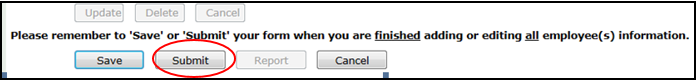 Update Delete Cancel
Please remember to 'Save' or 'Submit' your form when you are finished adding or editing all employee(s) information.
Save Submit Report Cancel